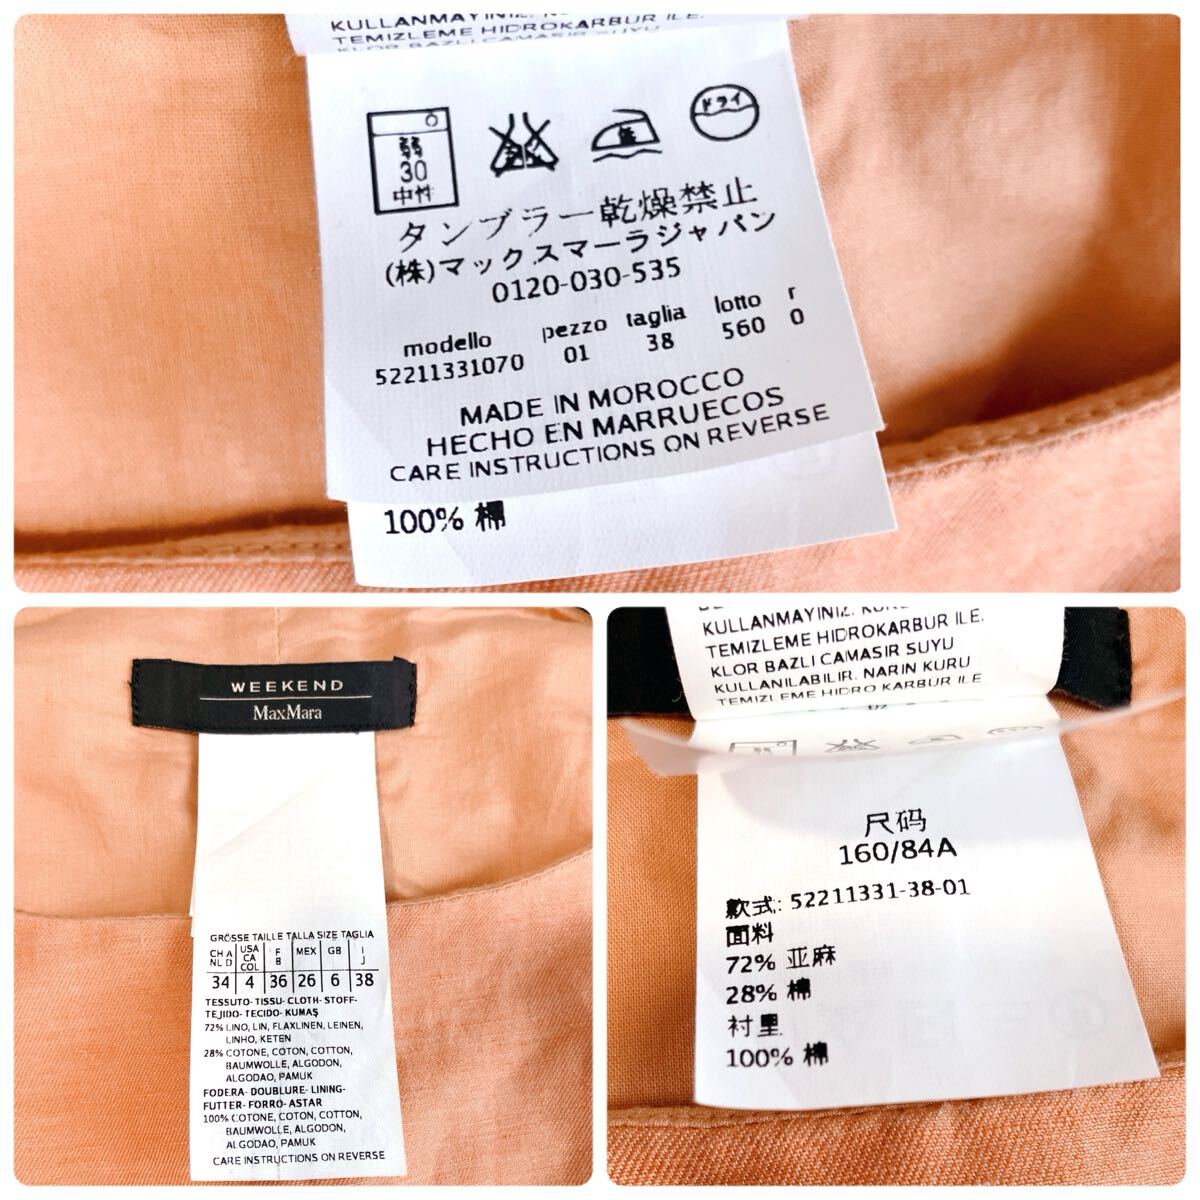 KULLANMAYINIZ.
TEMIZLEME HIDROKARBUR ILE.
KLOR BAZLI CAMASIR SUYU
弱
30
中性
低
ドライ
タンブラー乾燥禁止
(株)マックスマーラジャパン
0120-030-535
modello pezzo taglia lotto r
52211331070 01 38 560 0
MADE IN MOROCCO
HECHO EN MARRUECOS
CARE INSTRUCTIONS ON REVERSE
100% 棉
WEEKEND
MaxMara
GRÖSSE TAILLE TALLA SIZE TAGLIA
CH A NL D USA CA COL F B MEX GB I J
34 4 36 26 6 38
TESSUTO- TISSU- CLOTH- STOFF-
TEJIDO- TECIDO- KUMAŞ
72% LINO, LIN, FLAXLINEN, LEINEN,
LINHO, KETEN
28% COTONE, COTON, COTTON,
BAUMWOLLE, ALGODON,
ALGODAO, PAMUK
FODERA- DOUBLURE- LINING-
FUTTER- FORRO- ASTAR
100% COTONE, COTON, COTTON,
BAUMWOLLE, ALGODON,
ALGODAO, PAMUK
CARE INSTRUCTIONS ON REVERSE
KULLANMAYINIZ.
TEMIZLEME HIDROKARBUR ILE.
KLOR BAZLI CAMASIR SUYU
KULLANILABILIR. NARIN KURU
TEMIZLEME HIDRO KARBUR ILE
尺码
160/84A
款式: 52211331-38-01
面料
72% 亚麻
28% 棉
衬里
100% 棉